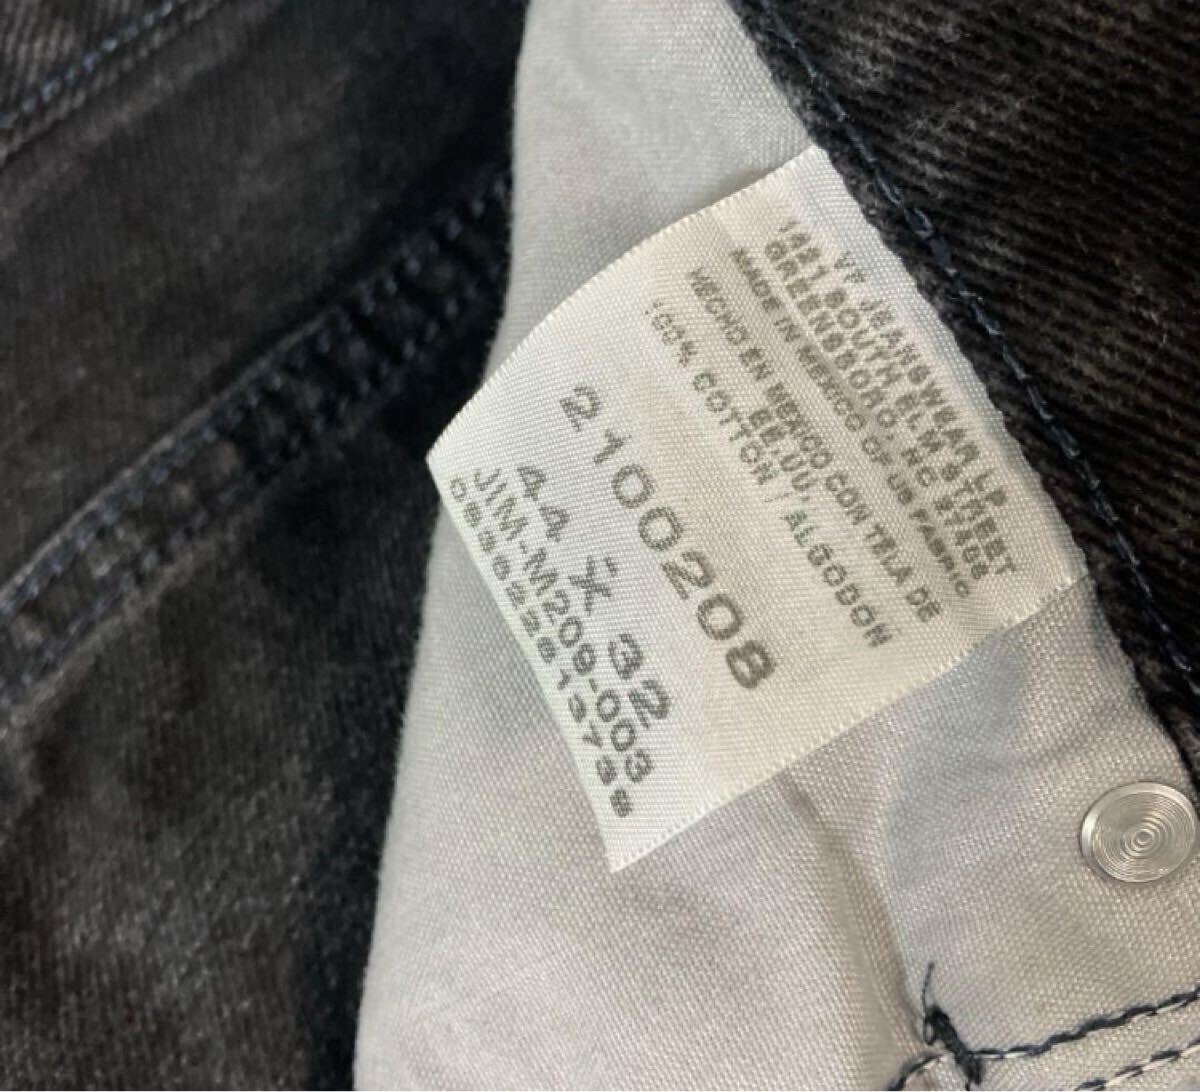 VF JEANSWEAR LP
1421 SOUTH ELM STREET
GREENSBORO, NC 27406
MADE IN MEXICO OF US FABRIC
HECHO EN MEXICO CON TELA DE
EE.UU.
100% COTTON / ALGODON
2100208
44 X 32
JIM-M209-003